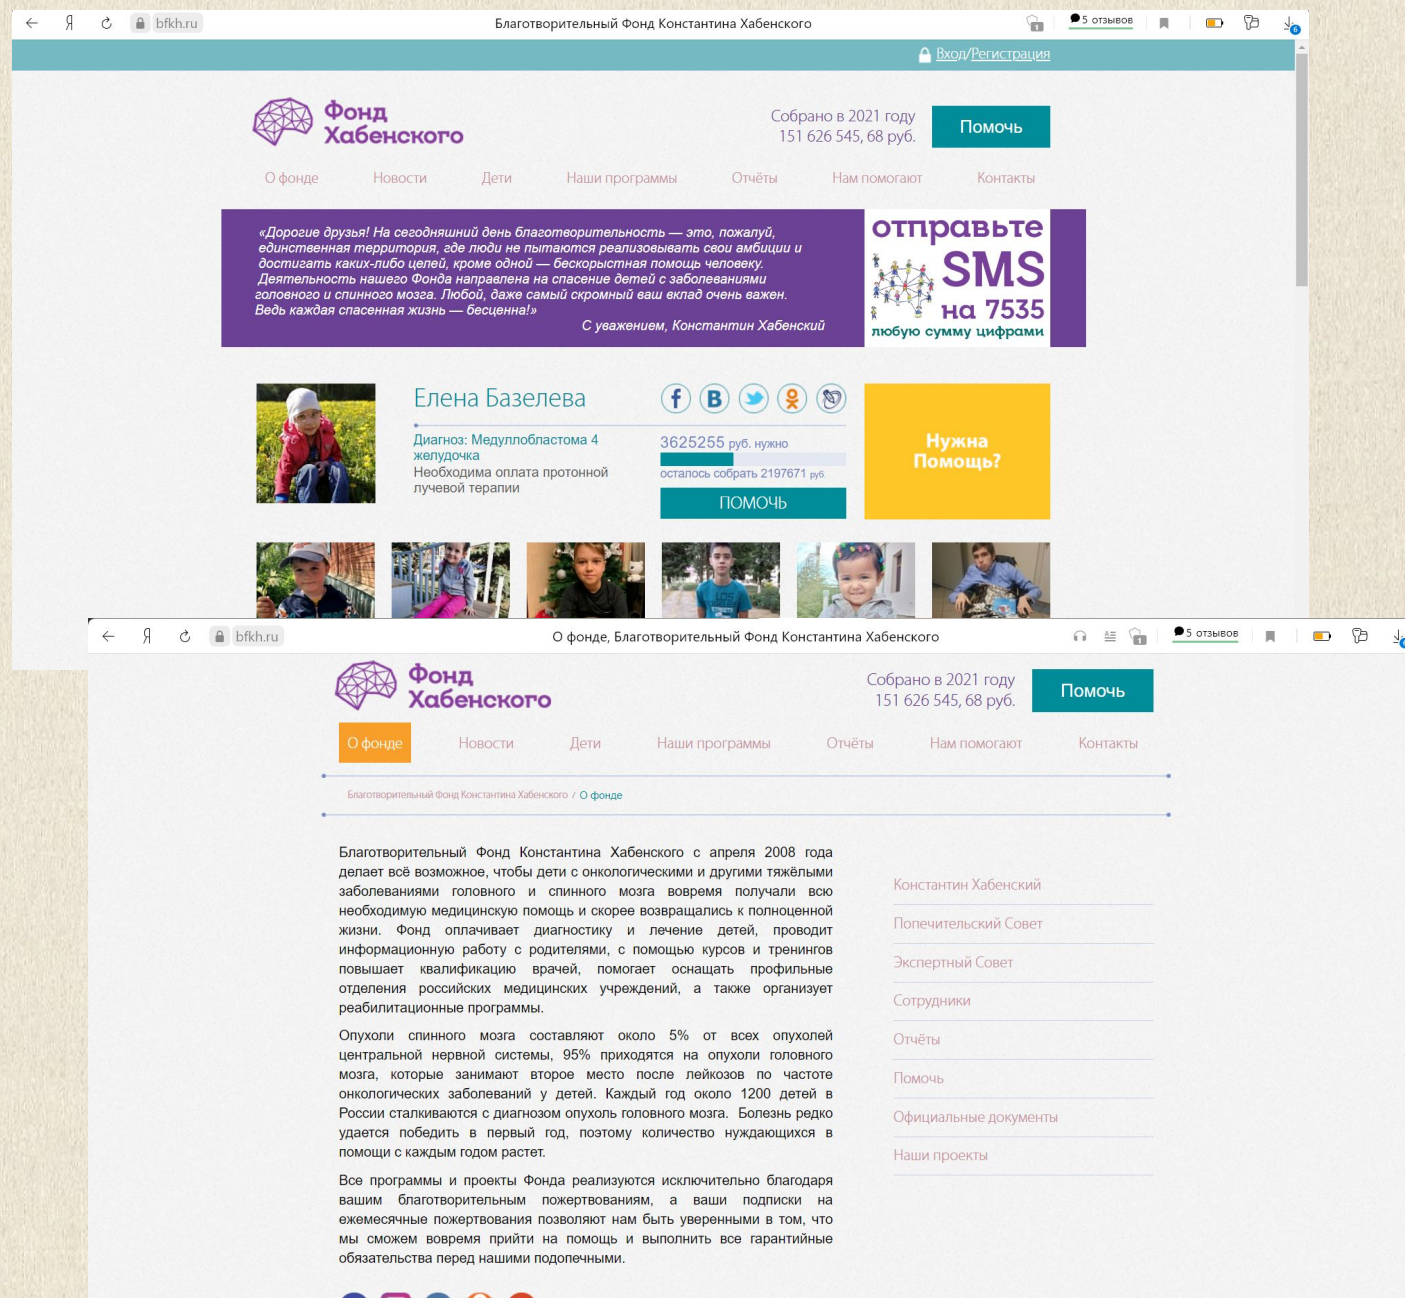 bfkh.ru
Благотворительный Фонд Константина Хабенского
1
5 отзывов
6
Вход/Регистрация
Фонд
Хабенского
Собрано в 2021 году
151 626 545, 68 руб.
Помочь
О фонде Новости Дети Наши программы Отчёты Нам помогают Контакты
«Дорогие друзья! На сегодняшний день благотворительность — это, пожалуй,
единственная территория, где люди не пытаются реализовывать свои амбиции и
достигать каких-либо целей, кроме одной — бескорыстная помощь человеку.
Деятельность нашего Фонда направлена на спасение детей с заболеваниями
головного и спинного мозга. Любой, даже самый скромный ваш вклад очень важен.
Ведь каждая спасенная жизнь — бесценна!»
С уважением, Константин Хабенский
отправьте
SMS
на 7535
любую сумму цифрами
Елена Базелева
Диагноз: Медуллобластома 4
желудочка
Необходима оплата протонной
лучевой терапии
3625255 руб. нужно
осталось собрать 2197671 руб.
ПОМОЧЬ
Нужна
Помощь?
bfkh.ru
О фонде, Благотворительный Фонд Константина Хабенского
1
5 отзывов
Фонд
Хабенского
Собрано в 2021 году
151 626 545, 68 руб.
Помочь
О фонде Новости Дети Наши программы Отчёты Нам помогают Контакты
Благотворительный Фонд Константина Хабенского / О фонде
Благотворительный Фонд Константина Хабенского с апреля 2008 года
делает всё возможное, чтобы дети с онкологическими и другими тяжёлыми
заболеваниями головного и спинного мозга вовремя получали всю
необходимую медицинскую помощь и скорее возвращались к полноценной
жизни. Фонд оплачивает диагностику и лечение детей, проводит
информационную работу с родителями, с помощью курсов и тренингов
повышает квалификацию врачей, помогает оснащать профильные
отделения российских медицинских учреждений, а также организует
реабилитационные программы.
Опухоли спинного мозга составляют около 5% от всех опухолей
центральной нервной системы, 95% приходятся на опухоли головного
мозга, которые занимают второе место после лейкозов по частоте
онкологических заболеваний у детей. Каждый год около 1200 детей в
России сталкиваются с диагнозом опухоль головного мозга. Болезнь редко
удается победить в первый год, поэтому количество нуждающихся в
помощи с каждым годом растет.
Все программы и проекты Фонда реализуются исключительно благодаря
вашим благотворительным пожертвованиям, а ваши подписки на
ежемесячные пожертвования позволяют нам быть уверенными в том, что
мы сможем вовремя прийти на помощь и выполнить все гарантийные
обязательства перед нашими подопечными.
Константин Хабенский
Попечительский Совет
Экспертный Совет
Сотрудники
Отчёты
Помочь
Официальные документы
Наши проекты